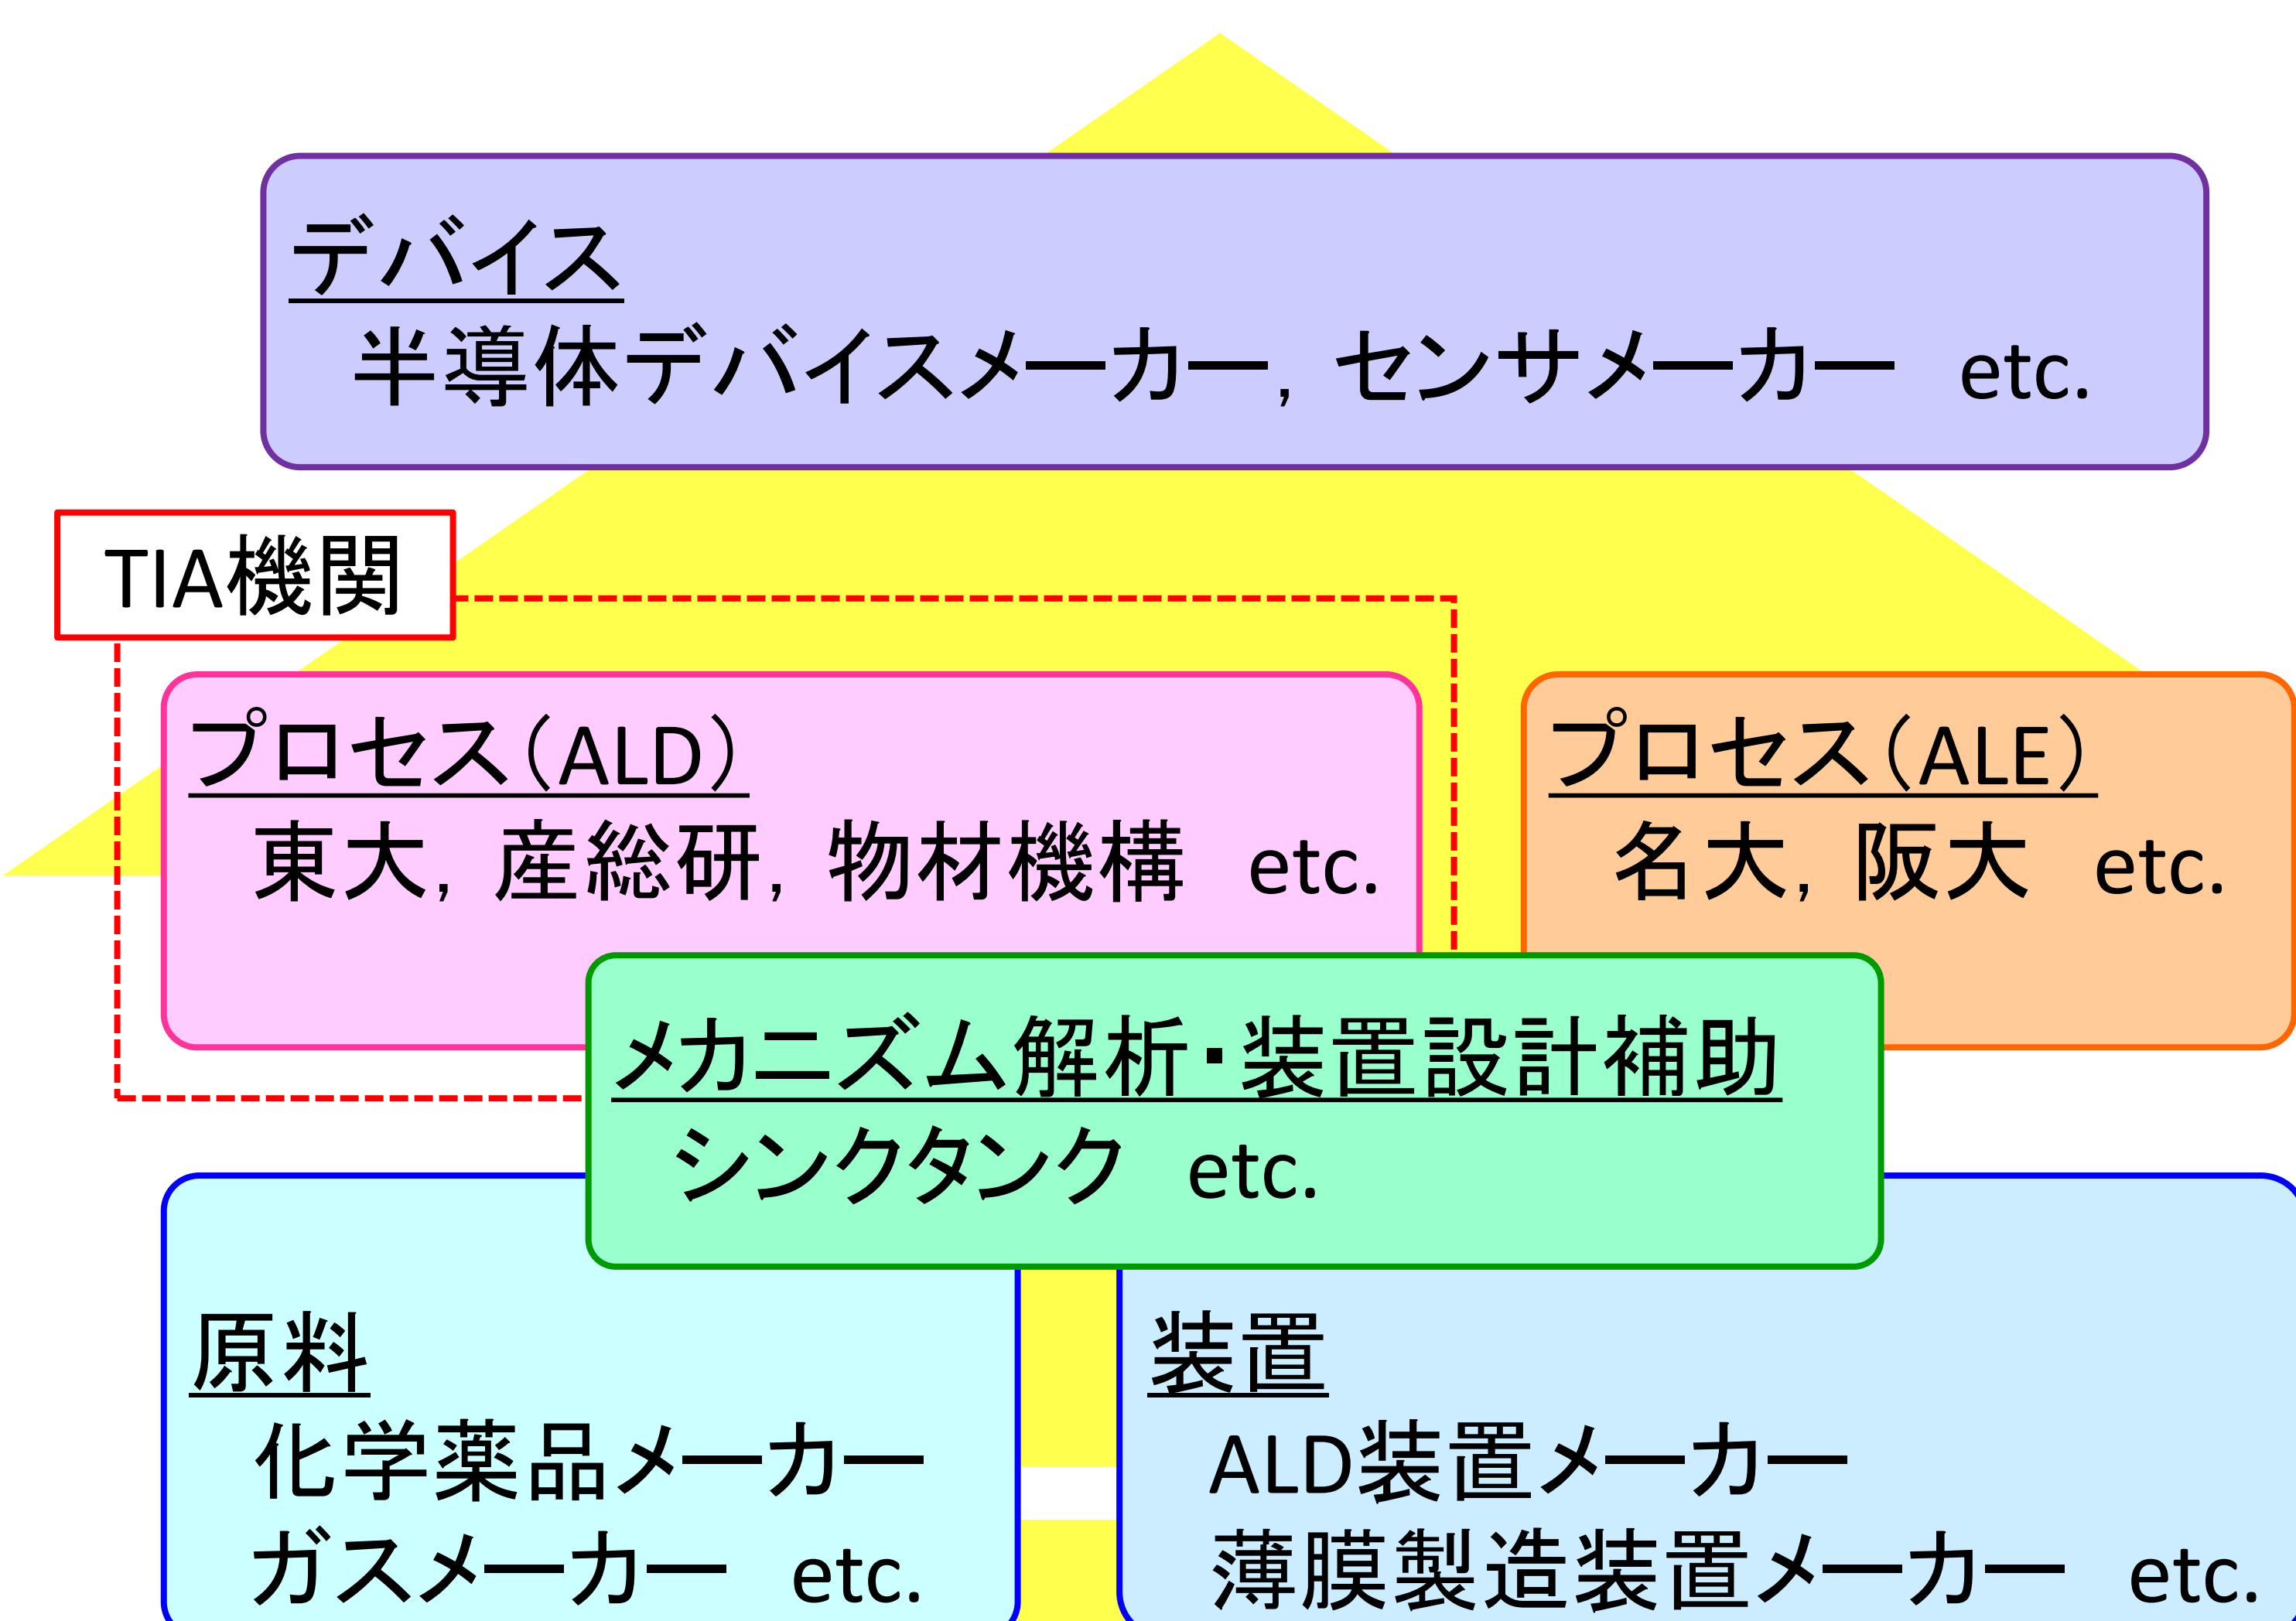 デバイス
半導体デバイスメーカー，センサメーカー　etc.
TIA機関
プロセス（ALD）
東大，産総研，物材機構　etc.
プロセス（ALE）
名大，阪大　etc.
メカニズム解析・装置設計補助
シンクタンク　etc.
原料
化学薬品メーカー
ガスメーカー　etc.
装置
ALD装置メーカー
薄膜製造装置メーカー　etc.